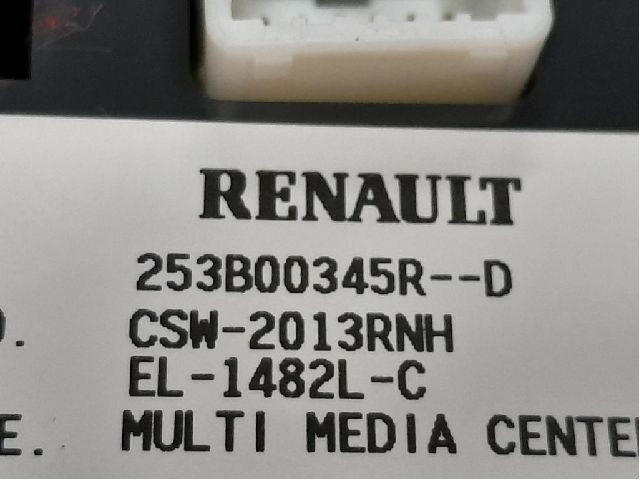 RENAULT
253B00345R--D
. CSW-2013RNH
EL-1482L-C
E. MULTI MEDIA CENTE